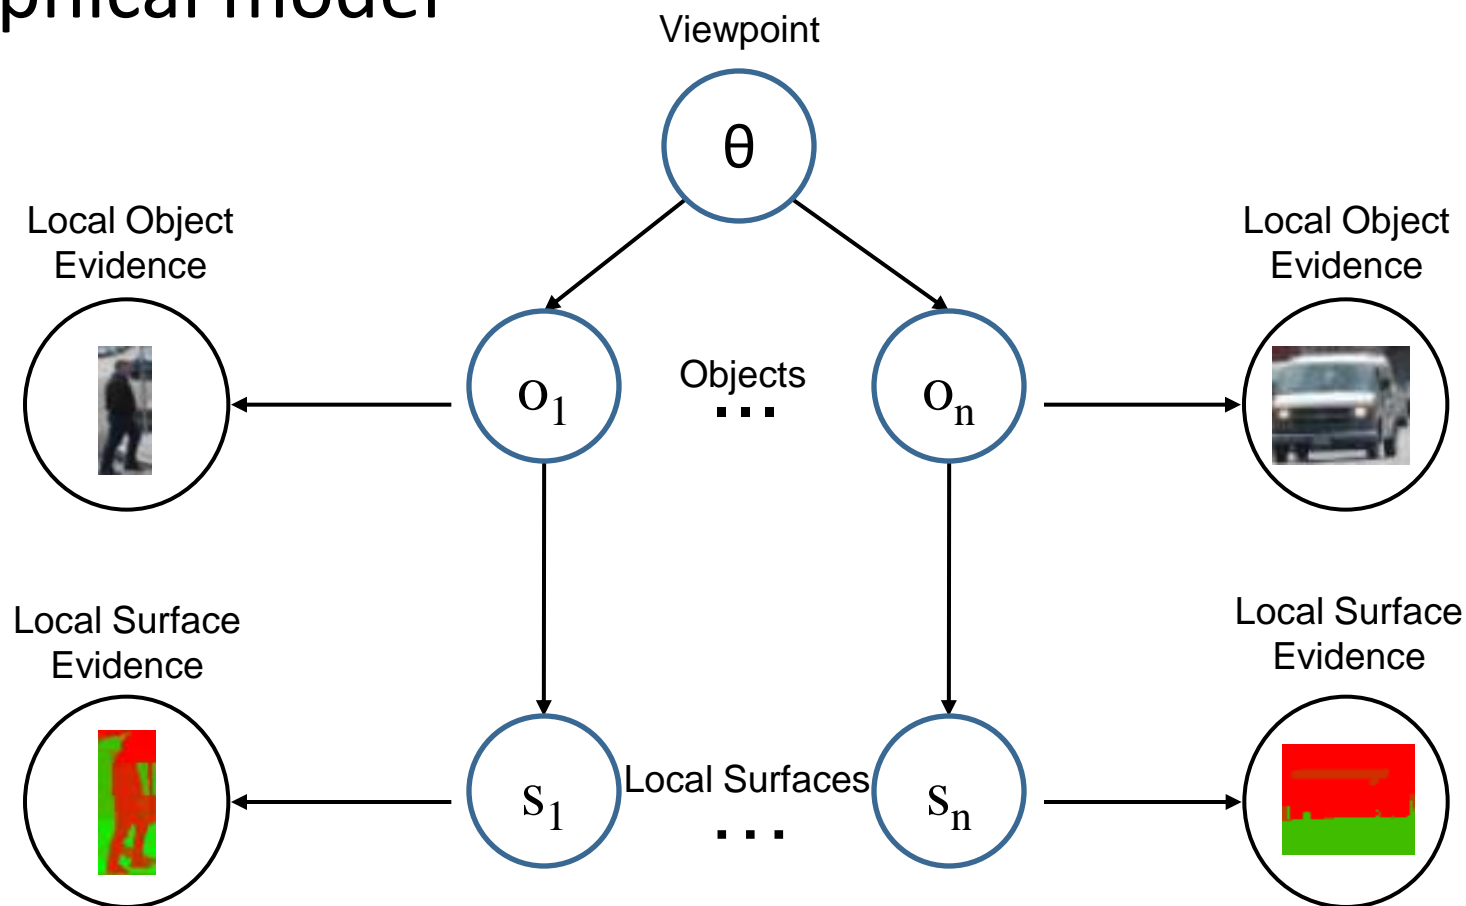 model
Viewpoint
θ
Local Object
Evidence
Local Object
Evidence
o1
Objects
...
on
Local Surface
Evidence
Local Surface
Evidence
s1
Local Surfaces
...
sn